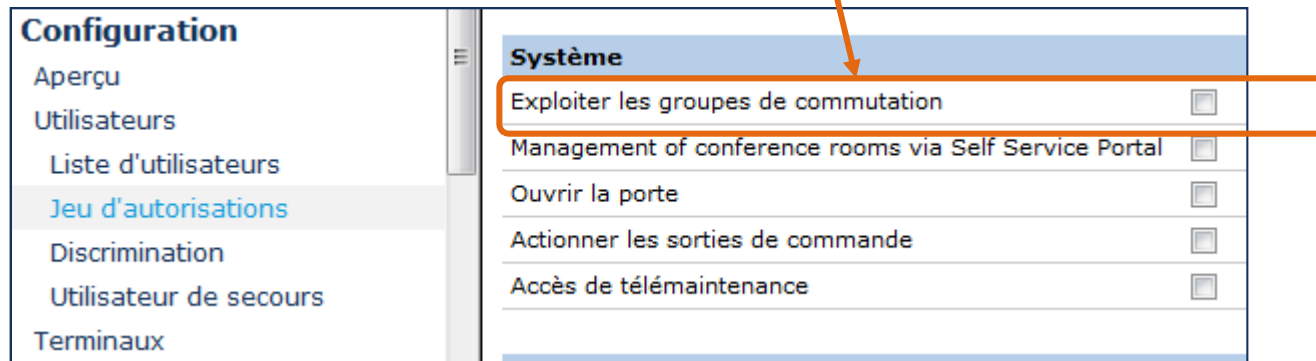 Configuration
Aperçu
Utilisateurs
Liste d'utilisateurs
Jeu d'autorisations
Discrimination
Utilisateur de secours
Terminaux
Système
Exploiter les groupes de commutation
Management of conference rooms via Self Service Portal
Ouvrir la porte
Actionner les sorties de commande
Accès de télémaintenance